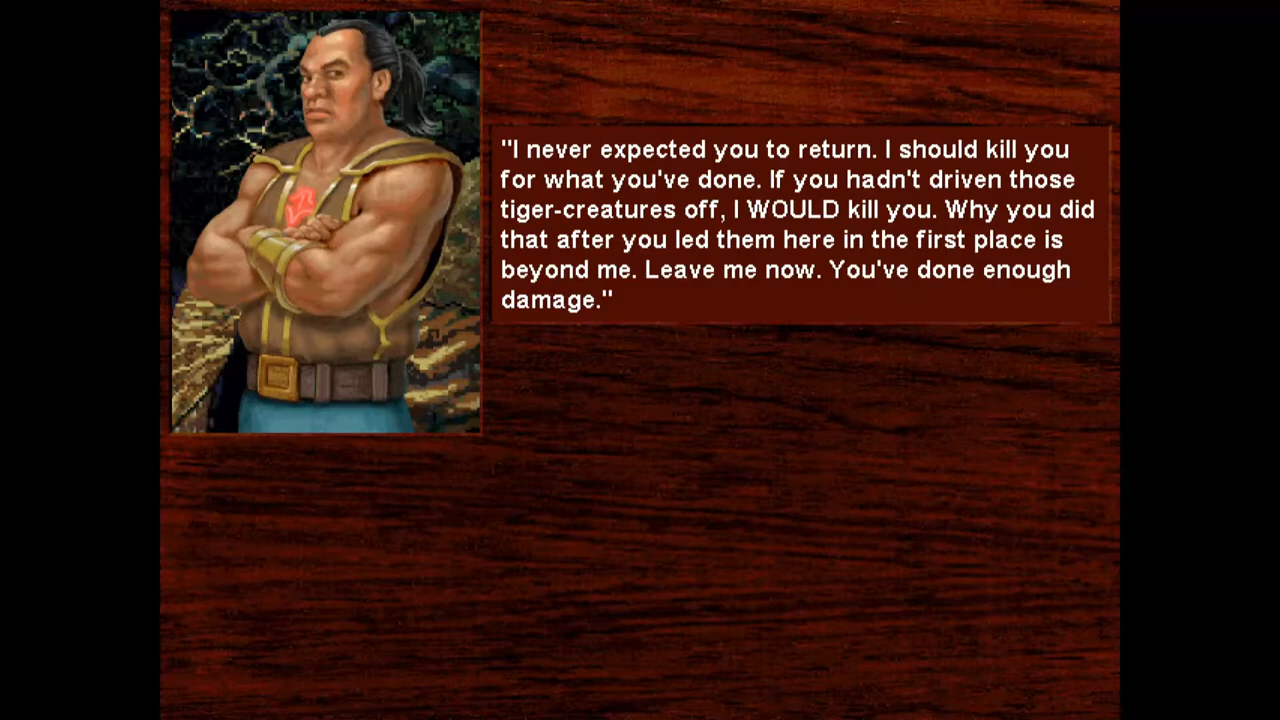 "I never expected you to return. I should kill you
for what you've done. If you hadn't driven those
tiger-creatures off, I WOULD kill you. Why you did
that after you led them here in the first place is
beyond me. Leave me now. You've done enough
damage."